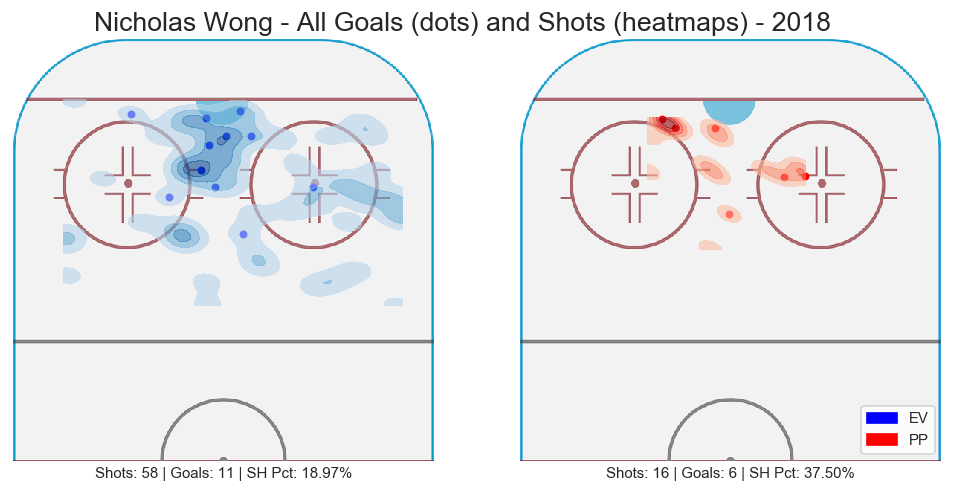 Nicholas Wong - All Goals (dots) and Shots (heatmaps) - 2018
EV
PP
Shots: 58 | Goals: 11 | SH Pct: 18.97%
Shots: 16 | Goals: 6 | SH Pct: 37.50%